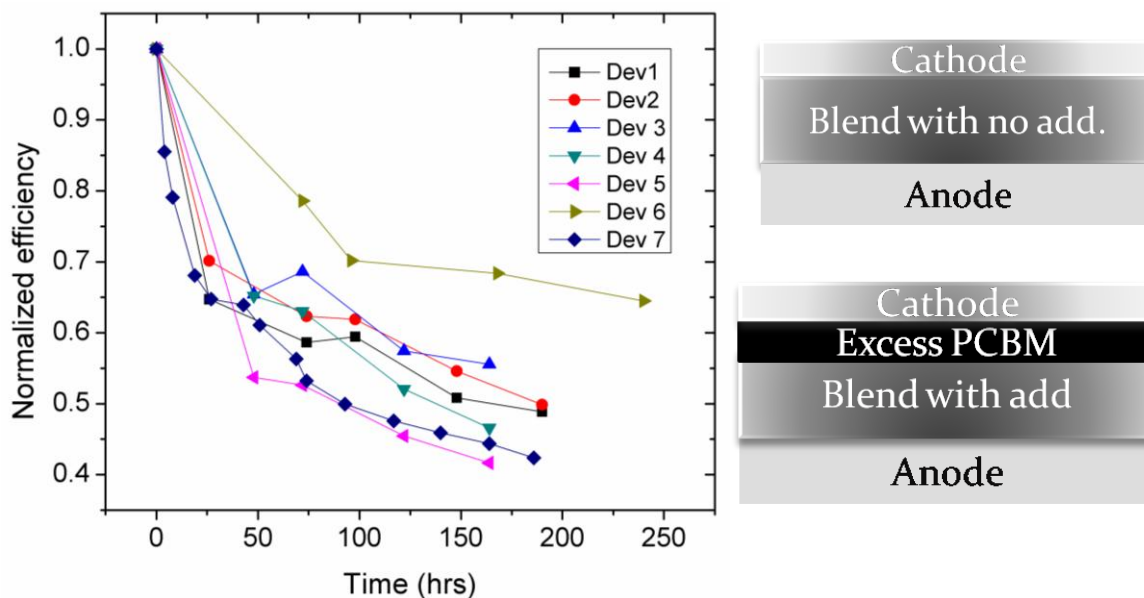 Normalized efficiency
1.0
0.9
0.8
0.7
0.6
0.5
0.4
0
50
100
150
200
250
Time (hrs)
Dev1
Dev2
Dev 3
Dev 4
Dev 5
Dev 6
Dev 7
Cathode
Blend with no add.
Anode
Cathode
Excess PCBM
Blend with add
Anode